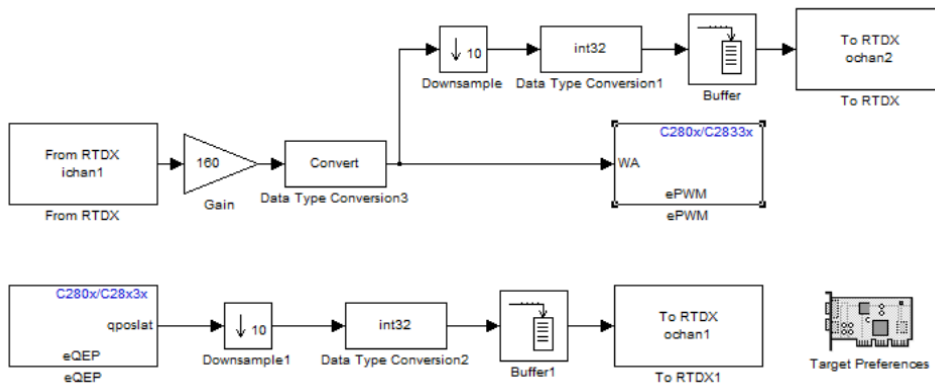 To RTDX
ochan2
10
int32
Downsample
Data Type Conversion1
Buffer
To RTDX
From RTDX
ichan1
160
Convert
C280x/C2833x
WA
ePWM
From RTDX
Gain
Data Type Conversion3
ePWM
C280x/C28x3x
qposlat
eQEP
eQEP
10
int32
To RTDX
ochan1
Downsample1
Data Type Conversion2
Buffer1
To RTDX1
Target Preferences